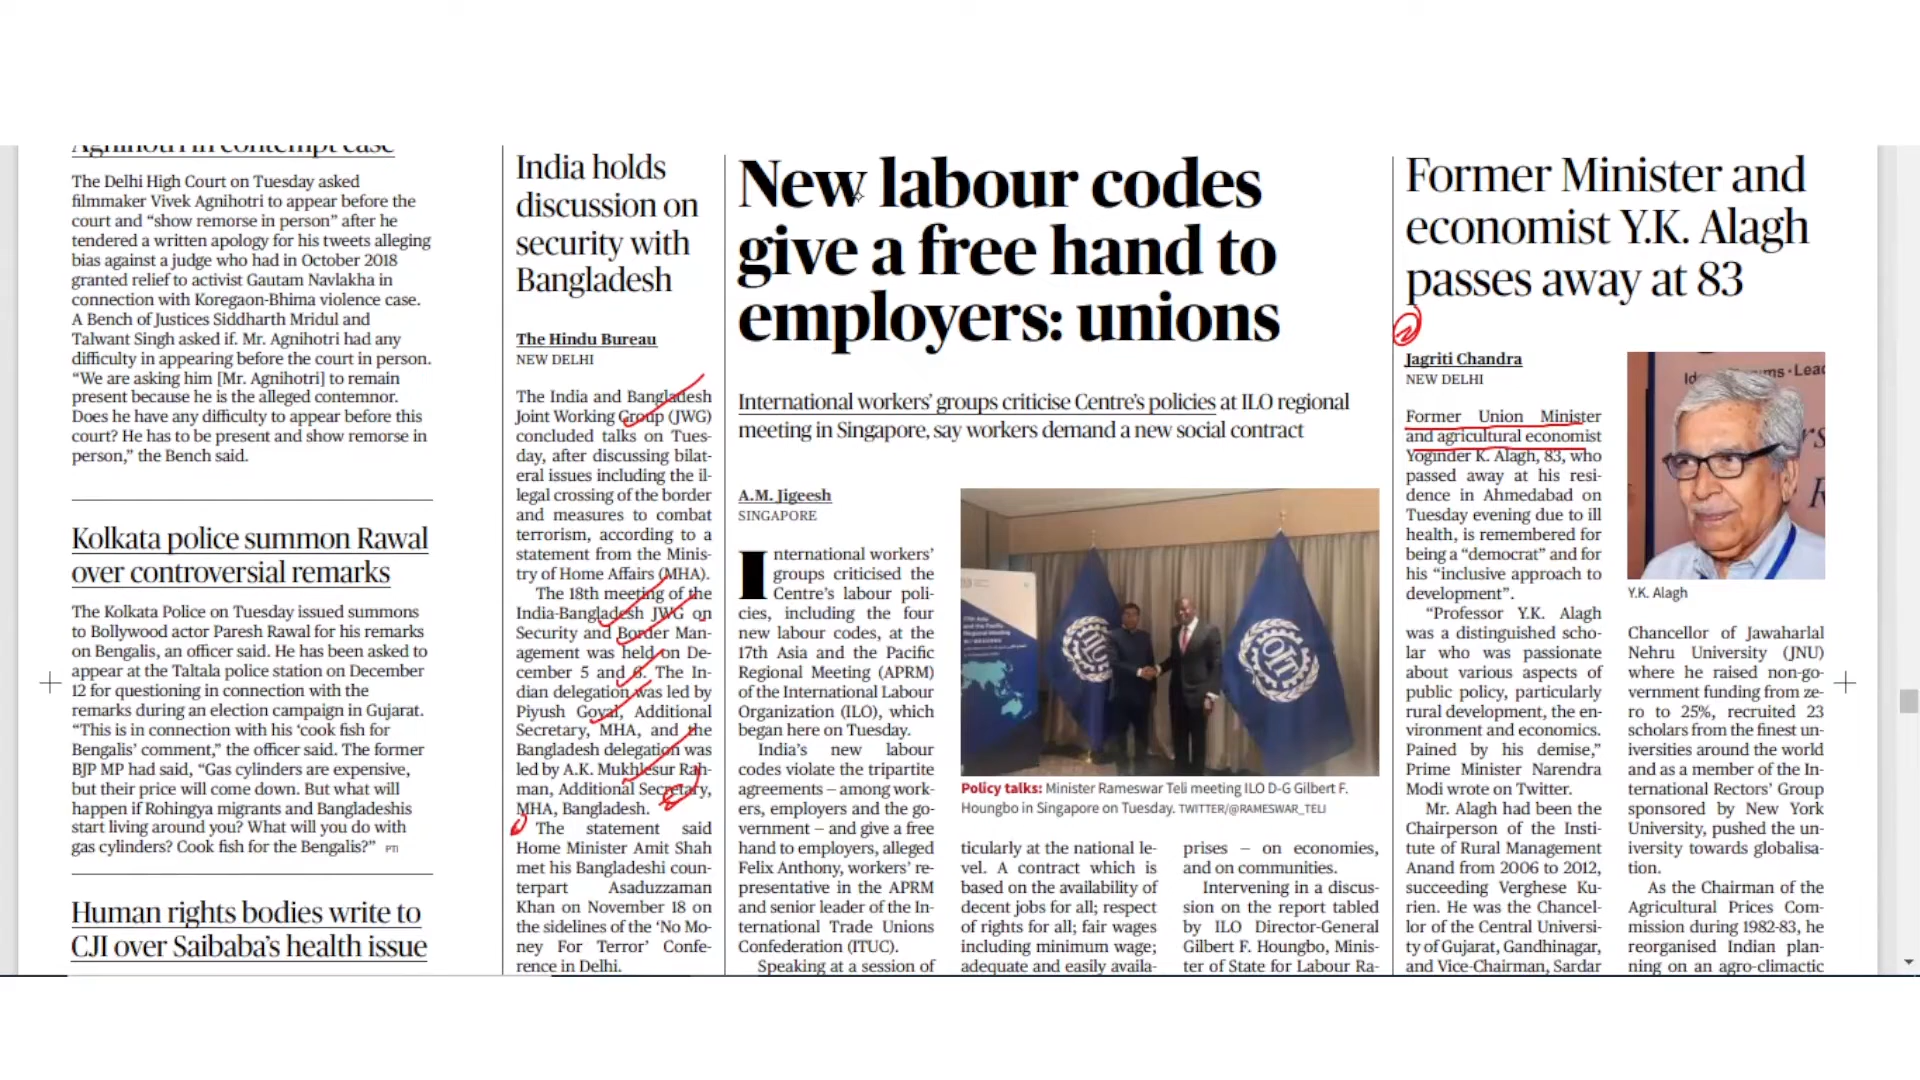 Agnihotri in contempt case
The Delhi High Court on Tuesday asked
filmmaker Vivek Agnihotri to appear before the
court and “show remorse in person” after he
tendered a written apology for his tweets alleging
bias against a judge who had in October 2018
granted relief to activist Gautam Navlakha in
connection with Koregaon-Bhima violence case.
A Bench of Justices Siddharth Mridul and
Talwant Singh asked if. Mr. Agnihotri had any
difficulty in appearing before the court in person.
“We are asking him [Mr. Agnihotri] to remain
present because he is the alleged contemnor.
Does he have any difficulty to appear before this
court? He has to be present and show remorse in
person,” the Bench said.
Kolkata police summon Rawal
over controversial remarks
The Kolkata Police on Tuesday issued summons
to Bollywood actor Paresh Rawal for his remarks
on Bengalis, an officer said. He has been asked to
appear at the Taltala police station on December
12 for questioning in connection with the
remarks during an election campaign in Gujarat.
“This is in connection with his ‘cook fish for
Bengalis’ comment,” the officer said. The former
BJP MP had said, “Gas cylinders are expensive,
but their price will come down. But what will
happen if Rohingya migrants and Bangladeshis
start living around you? What will you do with
gas cylinders? Cook fish for the Bengalis?” PTI
Human rights bodies write to
CJI over Saibaba’s health issue
India holds
discussion on
security with
Bangladesh
The Hindu Bureau
NEW DELHI
The India and Bangladesh
Joint Working Group (JWG)
concluded talks on Tues-
day, after discussing bilat-
eral issues including the il-
legal crossing of the border
and measures to combat
terrorism, according to a
statement from the Minis-
try of Home Affairs (MHA).
The 18th meeting of the
India-Bangladesh JWG on
Security and Border Man-
agement was held on De-
cember 5 and 6. The In-
dian delegation was led by
Piyush Goyal, Additional
Secretary, MHA, and the
Bangladesh delegation was
led by A.K. Mukhlesur Rah-
man, Additional Secretary,
MHA, Bangladesh.
The statement said
Home Minister Amit Shah
met his Bangladeshi coun-
terpart Asaduzzaman
Khan on November 18 on
the sidelines of the ‘No Mo-
ney For Terror’ Confe-
rence in Delhi.
New labour codes
give a free hand to
employers: unions
International workers’ groups criticise Centre’s policies at ILO regional
meeting in Singapore, say workers demand a new social contract
A.M. Jigeesh
SINGAPORE
International workers’
groups criticised the
Centre’s labour poli-
cies, including the four
new labour codes, at the
17th Asia and the Pacific
Regional Meeting (APRM)
of the International Labour
Organization (ILO), which
began here on Tuesday.
India’s new labour
codes violate the tripartite
agreements – among work-
ers, employers and the go-
vernment – and give a free
hand to employers, alleged
Felix Anthony, workers’ re-
presentative in the APRM
and senior leader of the In-
ternational Trade Unions
Confederation (ITUC).
Speaking at a session of
ILO
OIT
Policy talks: Minister Rameswar Teli meeting ILO D-G Gilbert F.
Houngbo in Singapore on Tuesday. TWITTER/@RAMESWAR_TELI
ticularly at the national le-
vel. A contract which is
based on the availability of
decent jobs for all; respect
of rights for all; fair wages
including minimum wage;
adequate and easily availa-
prises – on economies,
and on communities.
Intervening in a discus-
sion on the report tabled
by ILO Director-General
Gilbert F. Houngbo, Minis-
ter of State for Labour Ra-
Former Minister and
economist Y.K. Alagh
passes away at 83
Jagriti Chandra
NEW DELHI
Former Union Minister
and agricultural economist
Yoginder K. Alagh, 83, who
passed away at his resi-
dence in Ahmedabad on
Tuesday evening due to ill
health, is remembered for
being a “democrat” and for
his “inclusive approach to
development”.
“Professor Y.K. Alagh
was a distinguished scho-
lar who was passionate
about various aspects of
public policy, particularly
rural development, the en-
vironment and economics.
Pained by his demise,”
Prime Minister Narendra
Modi wrote on Twitter.
Mr. Alagh had been the
Chairperson of the Insti-
tute of Rural Management
Anand from 2006 to 2012,
succeeding Verghese Ku-
rien. He was the Chancel-
lor of the Central Universi-
ty of Gujarat, Gandhinagar,
and Vice-Chairman, Sardar
Y.K. Alagh
Chancellor of Jawaharlal
Nehru University (JNU)
where he raised non-go-
vernment funding from ze-
ro to 25%, recruited 23
scholars from the finest un-
iversities around the world
and as a member of the In-
ternational Rectors’ Group
sponsored by New York
University, pushed the un-
iversity towards globalisa-
tion.
As the Chairman of the
Agricultural Prices Com-
mission during 1982-83, he
reorganised Indian plan-
ning on an agro-climactic